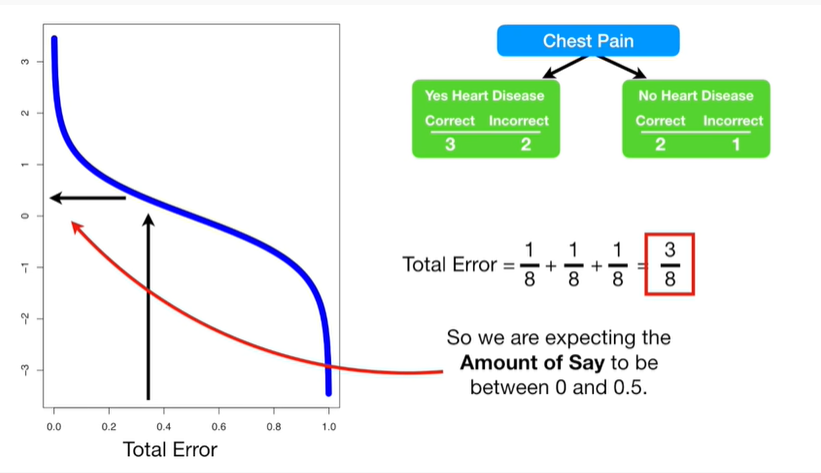 3
2
1
0
-1
-2
-3
0.0 0.2 0.4 0.6 0.8 1.0
Total Error
Chest Pain
Yes Heart Disease
Correct Incorrect
3 2
No Heart Disease
Correct Incorrect
2 1
Total Error = 1/8 + 1/8 + 1/8 = 3/8
So we are expecting the
Amount of Say to be
between 0 and 0.5.